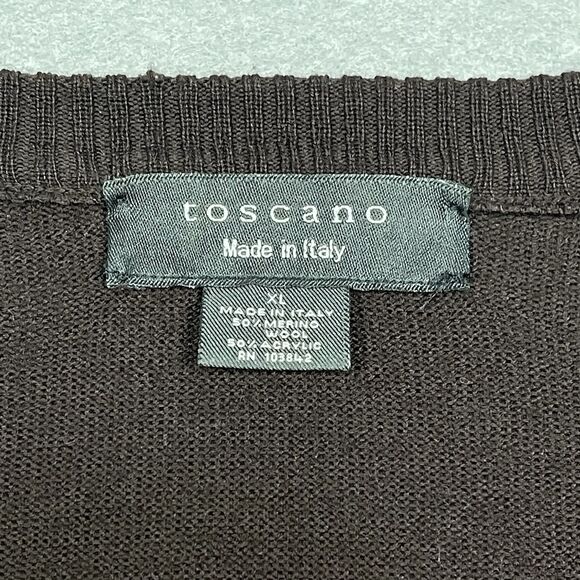 toscano
Made in Italy
XL
MADE IN ITALY
50% MERINO
WOOL
50% ACRYLIC
RN 103842